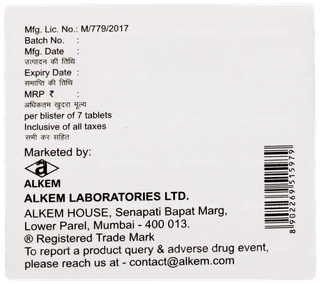 Mfg. Lic. No.: M/779/2017
Batch No. :
Mfg. Date :
उत्पादन की तिथि
Expiry Date :
समाप्ति की तिथि
MRP ₹ :
अधिकतम खुदरा मूल्य
per blister of 7 tablets
Inclusive of all taxes
सभी कर सहित
Marketed by:
a
ALKEM
ALKEM LABORATORIES LTD.
ALKEM HOUSE, Senapati Bapat Marg,
Lower Parel, Mumbai - 400 013.
® Registered Trade Mark
To report a product query & adverse drug event,
please reach us at - contact@alkem.com
8902269515979